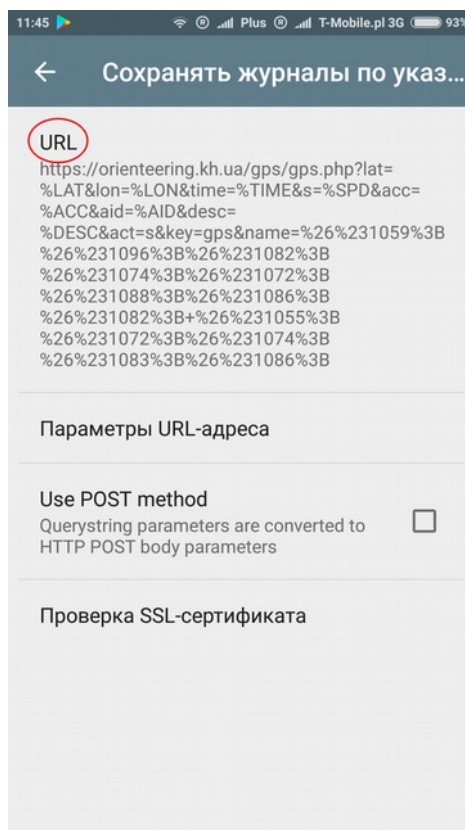 11:45 Plus T-Mobile.pl 3G 93%
Сохранять журналы по указ...
URL
https://orienteering.kh.ua/gps/gps.php?lat=
%LAT&lon=%LON&time=%TIME&s=%SPD&acc=
%ACC&aid=%AID&desc=
%DESC&act=s&key=gps&name=%26%231059%3B
%26%231096%3B%26%231082%3B
%26%231074%3B%26%231072%3B
%26%231088%3B%26%231086%3B
%26%231082%3B+%26%231055%3B
%26%231072%3B%26%231074%3B
%26%231083%3B%26%231086%3B
Параметры URL-адреса
Use POST method
Querystring parameters are converted to
HTTP POST body parameters
Проверка SSL-сертификата